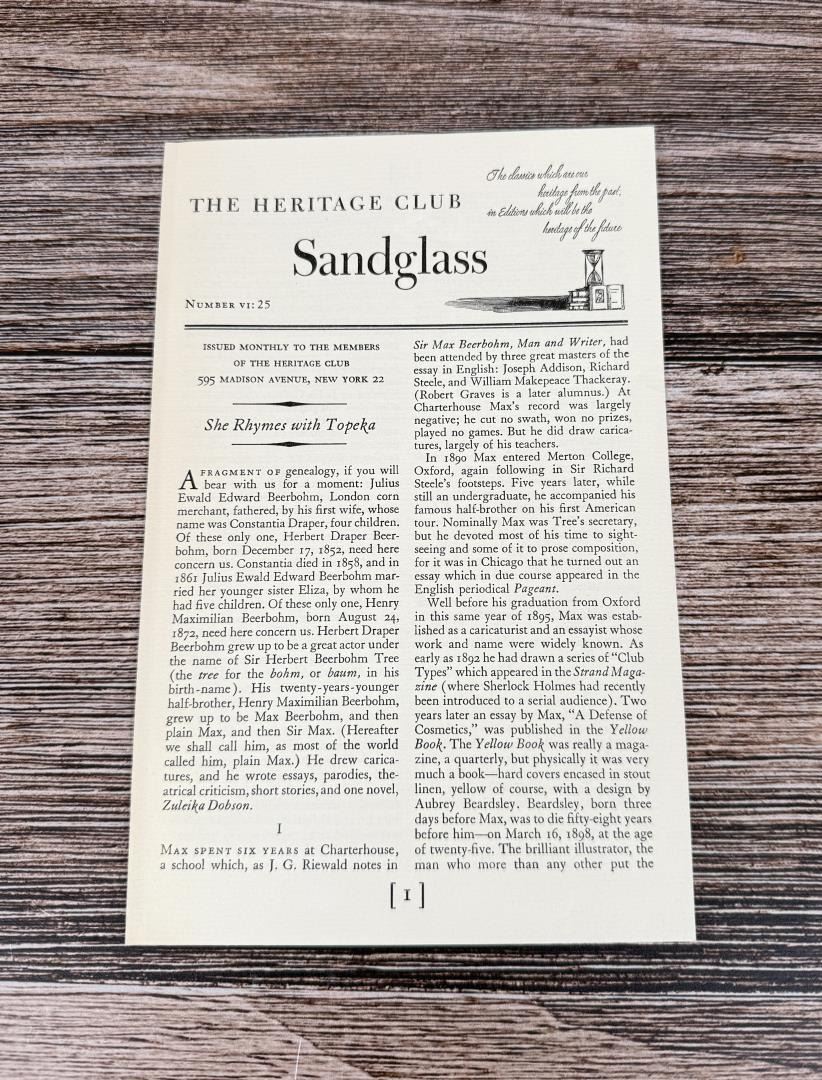 The classics which are our
heritage from the past,
in Editions which will be the
heritage of the future
THE HERITAGE CLUB
Sandglass
NUMBER VI: 25
ISSUED MONTHLY TO THE MEMBERS
OF THE HERITAGE CLUB
595 MADISON AVENUE, NEW YORK 22
She Rhymes with Topeka
A FRAGMENT OF genealogy, if you will
bear with us for a moment: Julius
Ewald Edward Beerbohm, London corn
merchant, fathered, by his first wife, whose
name was Constantia Draper, four children.
Of these only one, Herbert Draper Beer-
bohm, born December 17, 1852, need here
concern us. Constantia died in 1858, and in
1861 Julius Ewald Edward Beerbohm mar-
ried her younger sister Eliza, by whom he
had five children. Of these only one, Henry
Maximilian Beerbohm, born August 24,
1872, need here concern us. Herbert Draper
Beerbohm grew up to be a great actor under
the name of Sir Herbert Beerbohm Tree
(the tree for the bohm, or baum, in his
birth-name). His twenty-years-younger
half-brother, Henry Maximilian Beerbohm,
grew up to be Max Beerbohm, and then
plain Max, and then Sir Max. (Hereafter
we shall call him, as most of the world
called him, plain Max.) He drew carica-
tures, and he wrote essays, parodies, the-
atrical criticism, short stories, and one novel,
Zuleika Dobson.
I
MAX SPENT SIX YEARS at Charterhouse,
a school which, as J. G. Riewald notes in
Sir Max Beerbohm, Man and Writer, had
been attended by three great masters of the
essay in English: Joseph Addison, Richard
Steele, and William Makepeace Thackeray.
(Robert Graves is a later alumnus.) At
Charterhouse Max's record was largely
negative; he cut no swath, won no prizes,
played no games. But he did draw carica-
tures, largely of his teachers.
In 1890 Max entered Merton College,
Oxford, again following in Sir Richard
Steele's footsteps. Five years later, while
still an undergraduate, he accompanied his
famous half-brother on his first American
tour. Nominally Max was Tree's secretary,
but he devoted most of his time to sight-
seeing and some of it to prose composition,
for it was in Chicago that he turned out an
essay which in due course appeared in the
English periodical Pageant.
Well before his graduation from Oxford
in this same year of 1895, Max was estab-
lished as a caricaturist and an essayist whose
work and name were widely known. As
early as 1892 he had drawn a series of "Club
Types" which appeared in the Strand Maga-
zine (where Sherlock Holmes had recently
been introduced to a serial audience). Two
years later an essay by Max, "A Defense of
Cosmetics," was published in the Yellow
Book. The Yellow Book was really a maga-
zine, a quarterly, but physically it was very
much a book—hard covers encased in stout
linen, yellow of course, with a design by
Aubrey Beardsley. Beardsley, born three
days before Max, was to die fifty-eight years
before him—on March 16, 1898, at the age
of twenty-five. The brilliant illustrator, the
man who more than any other put the
[1]